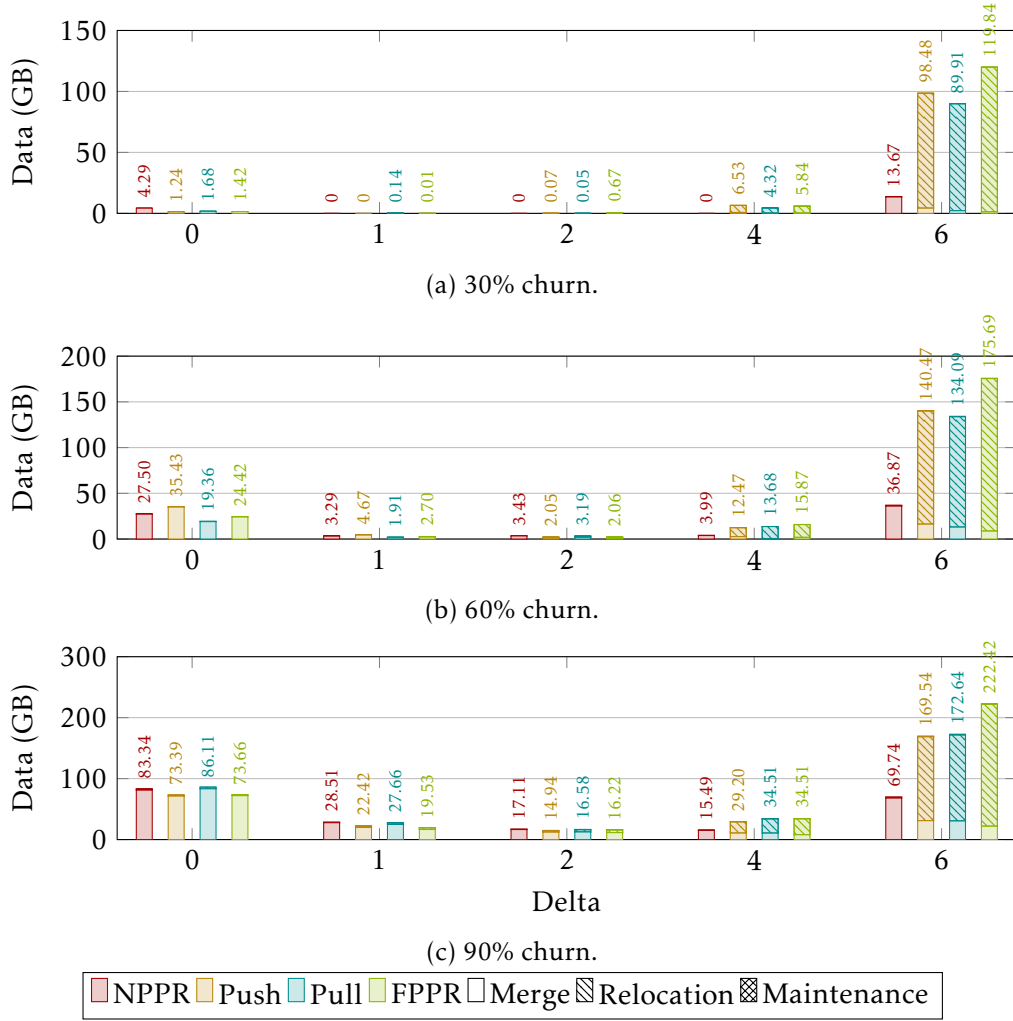 Data (GB)
150
100
50
0
4.29 1.24 1.68 1.42 0 0 0.14 0.01 0 0.07 0.05 0.67 0 6.53 4.32 5.84 13.67 98.48 89.91 119.84
0 1 2 4 6
(a) 30% churn.
Data (GB)
200
150
100
50
0
27.50 35.43 19.36 24.42 3.29 4.67 1.91 2.70 3.43 2.05 3.19 2.06 3.99 12.47 13.68 15.87 36.87 140.47 134.09 175.69
0 1 2 4 6
(b) 60% churn.
Data (GB)
300
200
100
0
83.34 73.39 86.11 73.66 28.51 22.42 27.66 19.53 17.11 14.94 16.58 16.22 15.49 29.20 34.51 34.51 69.74 169.54 172.64 222.42
0 1 2 4 6
Delta
(c) 90% churn.
NPPR Push Pull FPPR Merge Relocation Maintenance